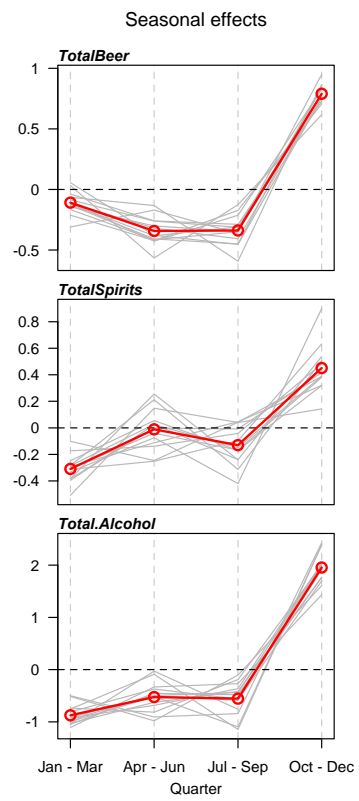 Seasonal effects
TotalBeer
1
0.5
0
-0.5
TotalSpirits
0.8
0.6
0.4
0.2
0
-0.2
-0.4
Total.Alcohol
2
1
0
-1
Jan - Mar Apr - Jun Jul - Sep Oct - Dec
Quarter